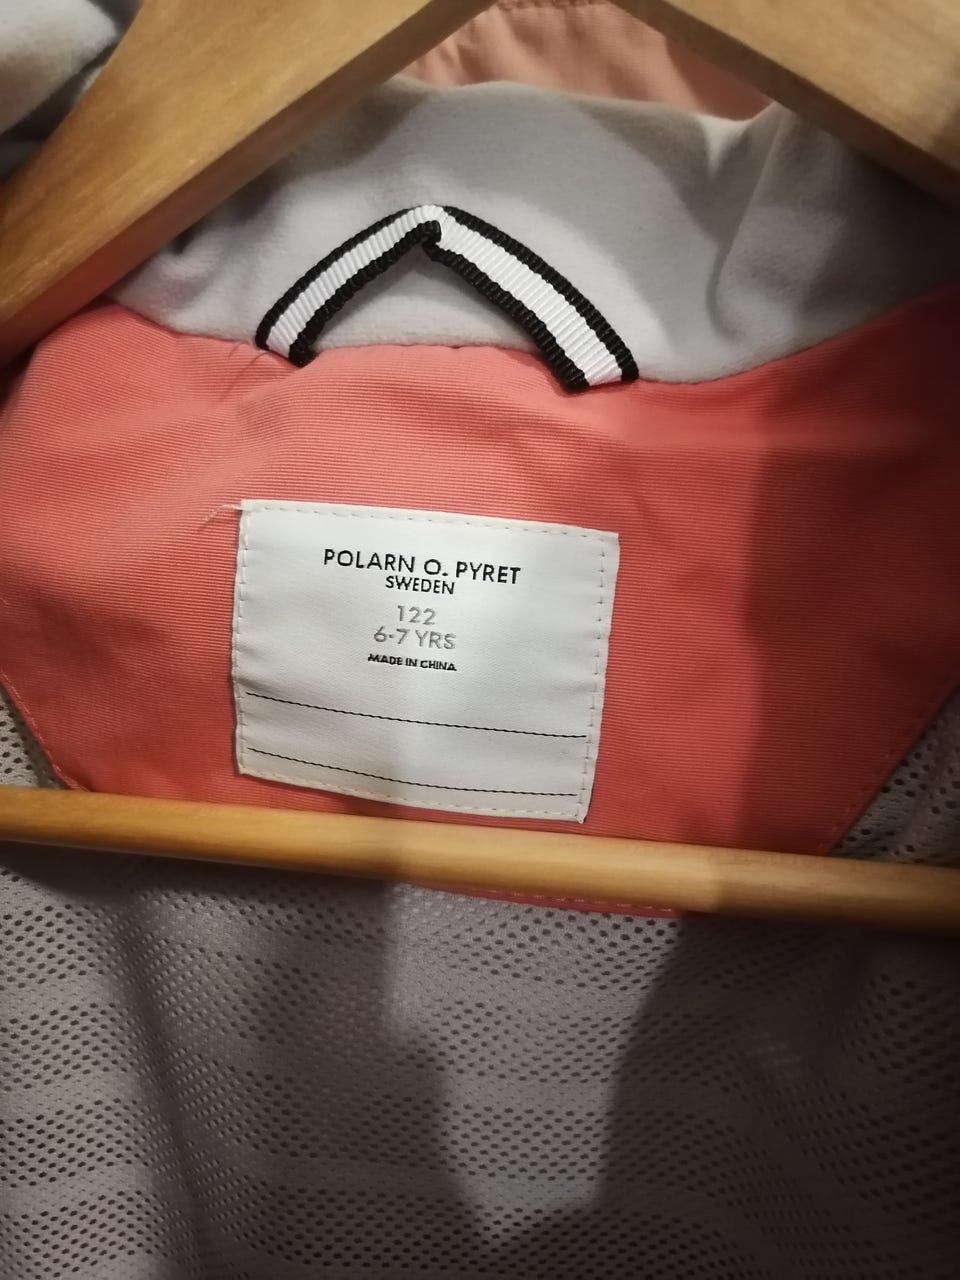 POLARN O. PYRET
SWEDEN
122
6-7 YRS
MADE IN CHINA